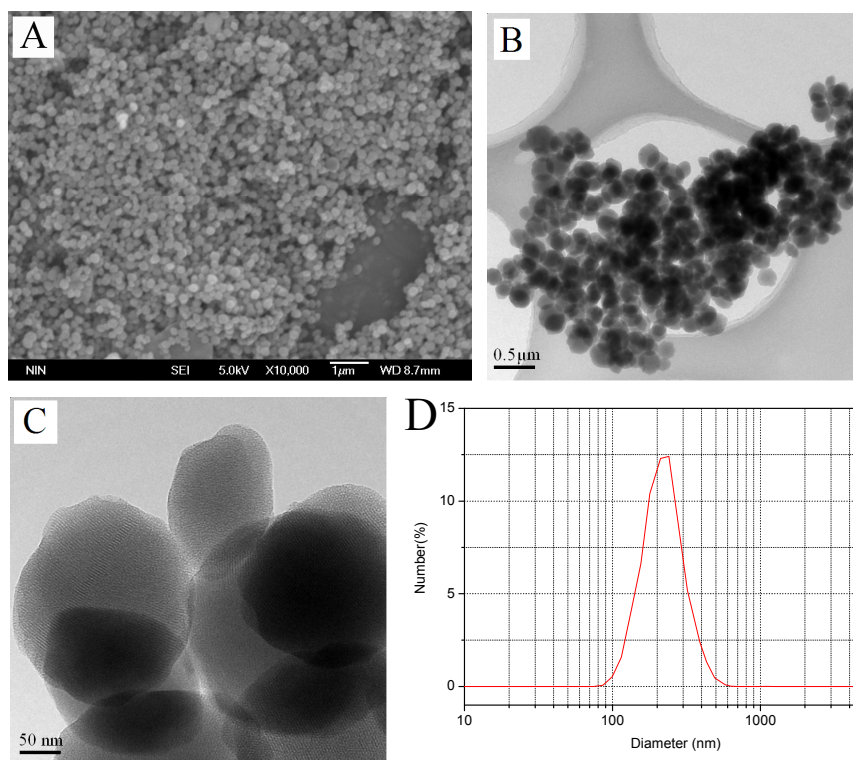 A
NIN SEI 5.0kV X10,000 1μm WD 8.7mm
B
0.5μm
C
50 nm
D
15
10
5
0
Number(%)
10 100 1000
Diameter (nm)